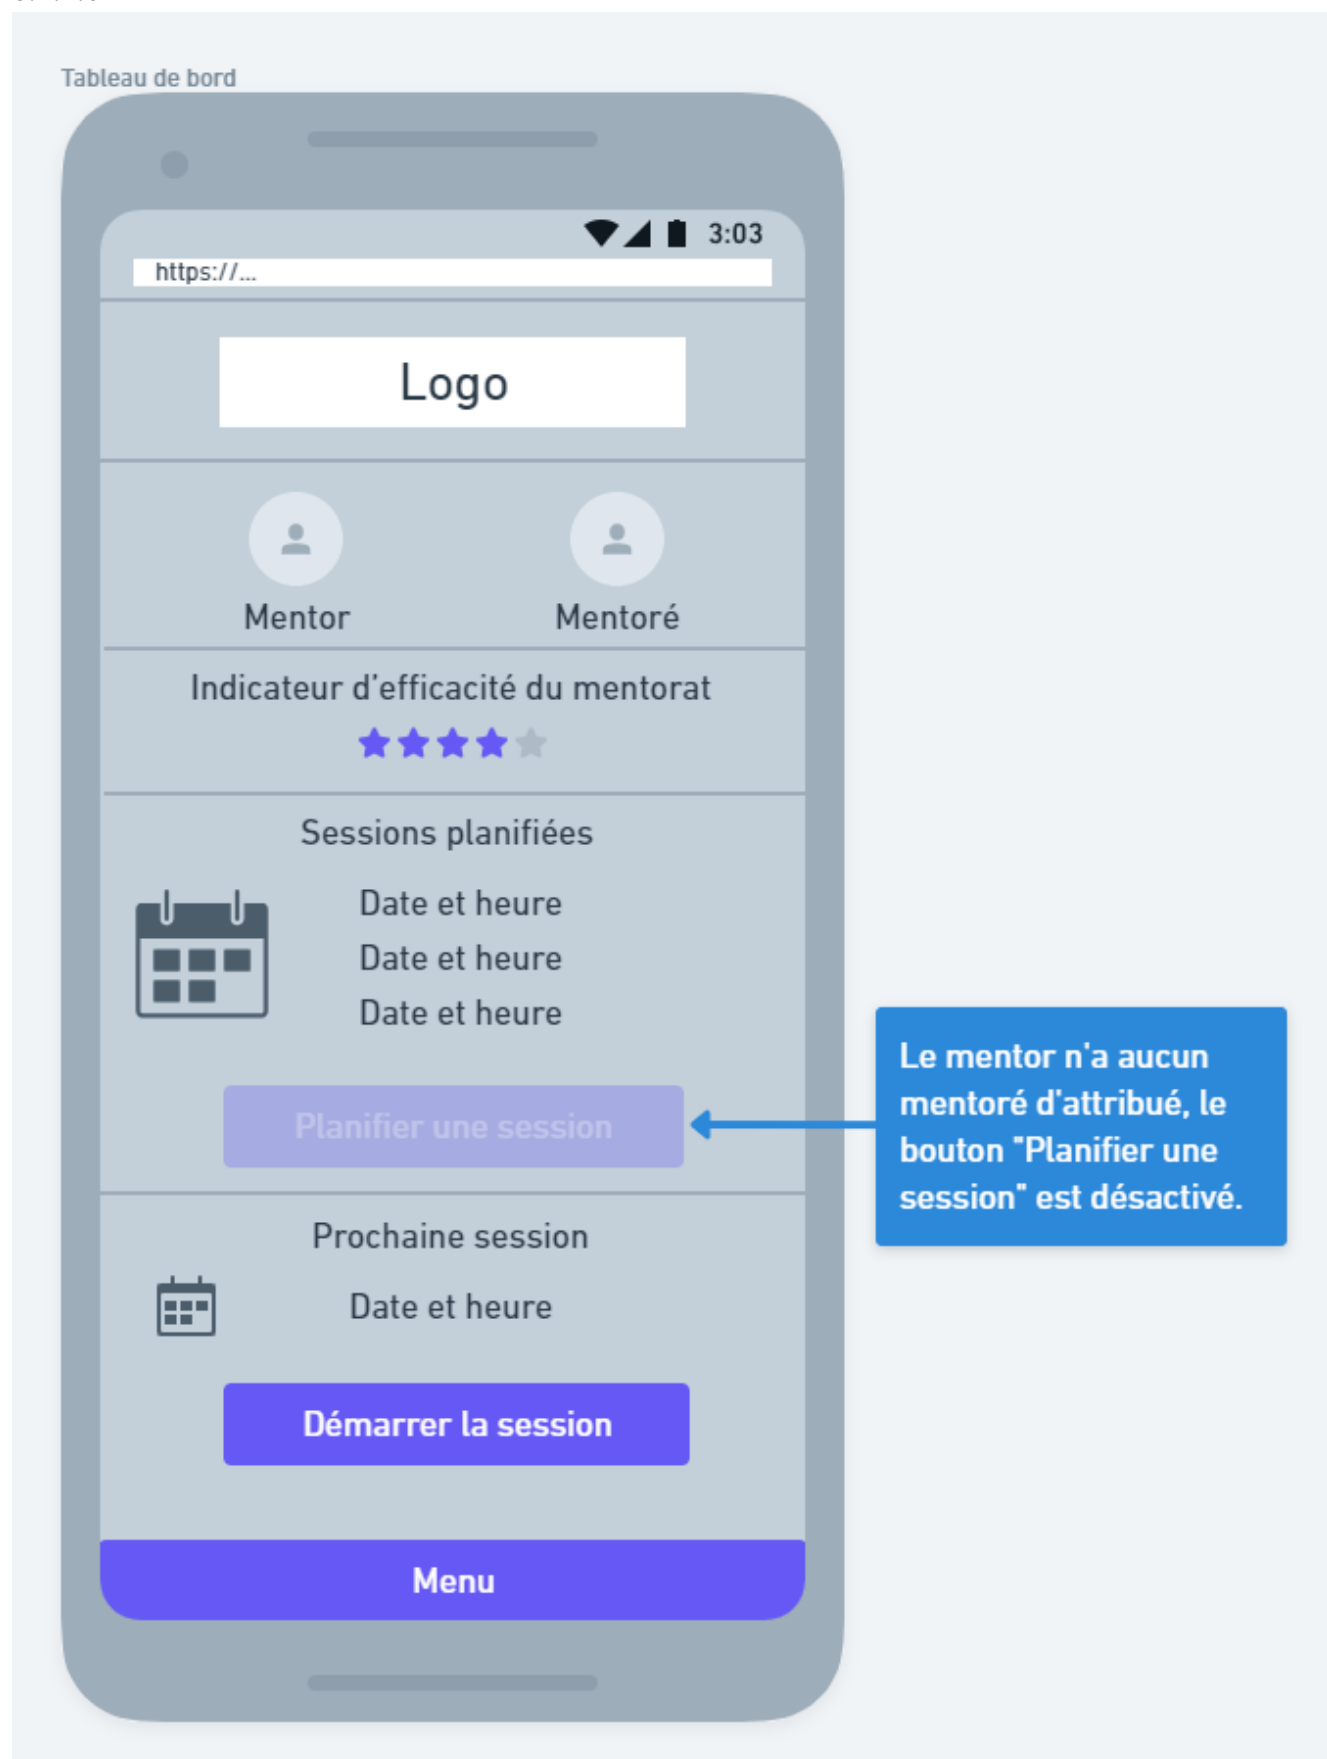 Tableau de bord
3:03
https://...
Logo
Mentor Mentoré
Indicateur d'efficacité du mentorat
Sessions planifiées
Date et heure
Date et heure
Date et heure
Planifier une session
Le mentor n'a aucun
mentoré d'attribué, le
bouton "Planifier une
session" est désactivé.
Prochaine session
Date et heure
Démarrer la session
Menu